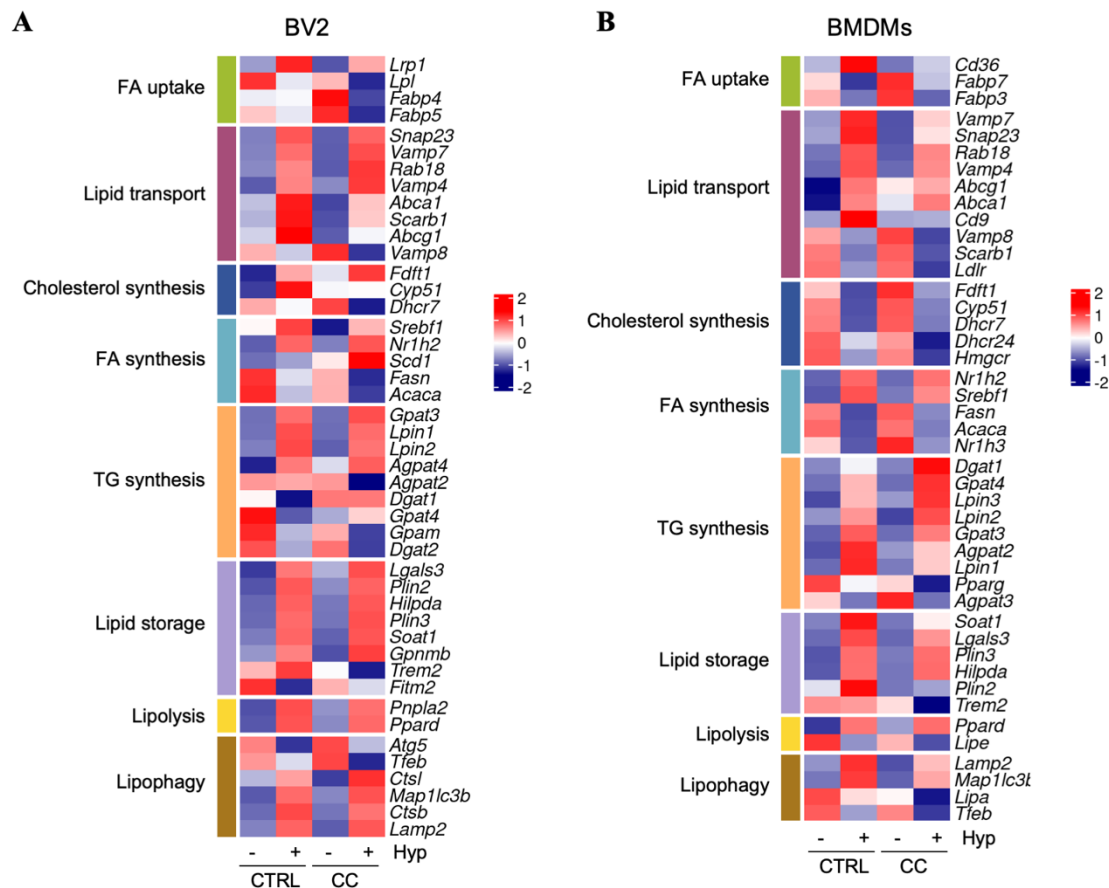 A
BV2
FA uptake
Lrp1
Lpl
Fabp4
Fabp5
Lipid transport
Snap23
Vamp7
Rab18
Vamp4
Abca1
Scarb1
Abcg1
Vamp8
Cholesterol synthesis
Fdft1
Cyp51
Dhcr7
FA synthesis
Srebf1
Nr1h2
Scd1
Fasn
Acaca
TG synthesis
Gpat3
Lpin1
Lpin2
Agpat4
Agpat2
Dgat1
Gpat4
Gpam
Dgat2
Lipid storage
Lgals3
Plin2
Hilpda
Plin3
Soat1
Gpnmb
Trem2
Fitm2
Lipolysis
Pnpla2
Ppard
Lipophagy
Atg5
Tfeb
Ctsl
Map1lc3b
Ctsb
Lamp2
- + - + Hyp
CTRL CC
2
1
0
-1
-2
B
BMDMs
FA uptake
Cd36
Fabp7
Fabp3
Lipid transport
Vamp7
Snap23
Rab18
Vamp4
Abcg1
Abca1
Cd9
Vamp8
Scarb1
Ldlr
Cholesterol synthesis
Fdft1
Cyp51
Dhcr7
Dhcr24
Hmgcr
FA synthesis
Nr1h2
Srebf1
Fasn
Acaca
Nr1h3
TG synthesis
Dgat1
Gpat4
Lpin3
Lpin2
Gpat3
Agpat2
Lpin1
Pparg
Agpat3
Lipid storage
Soat1
Lgals3
Plin3
Hilpda
Plin2
Trem2
Lipolysis
Ppard
Lipe
Lipophagy
Lamp2
Map1lc3b
Lipa
Tfeb
- + - + Hyp
CTRL CC
2
1
0
-1
-2